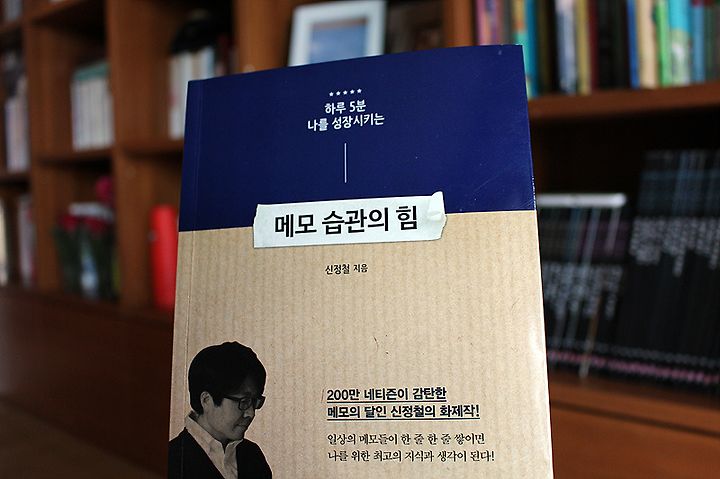 ★★★★★
하루 5분
나를 성장시키는
메모 습관의 힘
신정철 지음
200만 네티즌이 감탄한
메모의 달인 신정철의 화제작!
일상의 메모들이 한 줄 한 줄 쌓이면
나를 위한 최고의 지식과 생각이 된다!